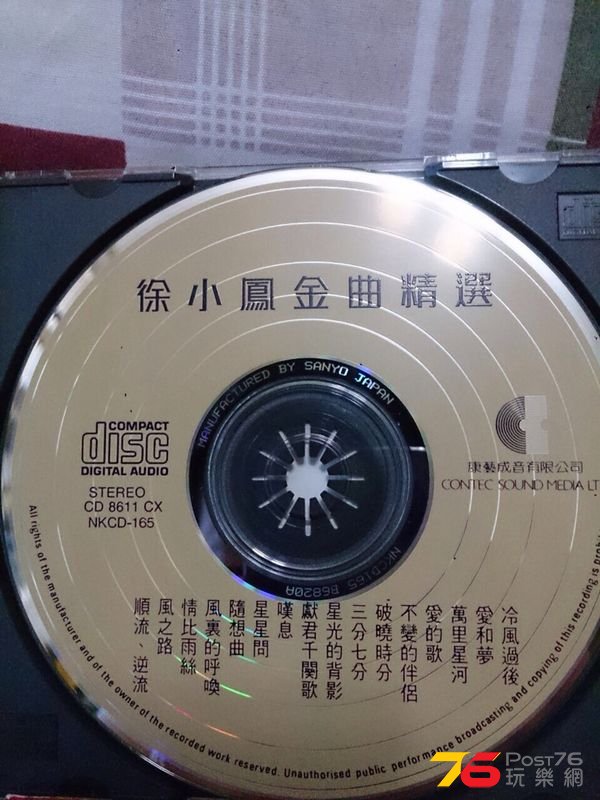 徐小鳳金曲精選
MANUFACTURED BY SANYO JAPAN
COMPACT
disc
DIGITAL AUDIO
STEREO
CD 8611 CX
NKCD-165
康藝成音有限公司
CONTEC SOUND MEDIA LT
NKCD165 B6820A
冷風過後
愛和夢
萬里星河
愛的歌
不變的伴侶
破曉時分
三分七分
星光的背影
獻君千闋歌
嘆息
星星問
隨想曲
風裏的呼喚
情比雨絲
風之路
順流、逆流
All rights of the manufacturer and of the owner of the recorded work reserved. Unauthorised public performance broadcasting and copying of this recording is prohib
76 POST76
玩樂網